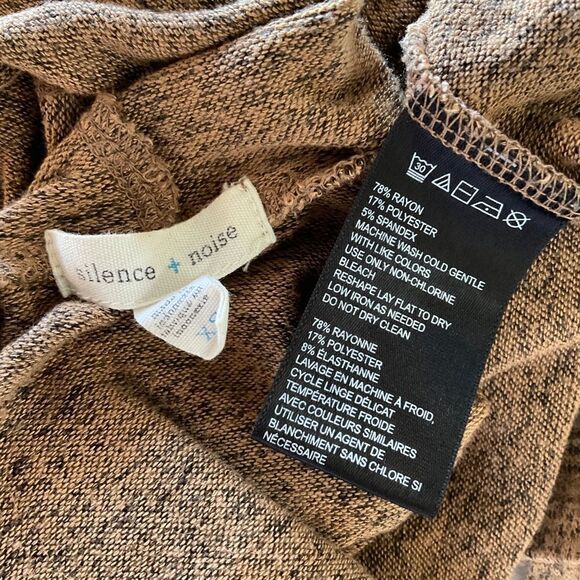 silence + noise
XS
30
78% RAYON
17% POLYESTER
5% SPANDEX
MACHINE WASH COLD GENTLE
WITH LIKE COLORS
USE ONLY NON-CHLORINE
BLEACH
RESHAPE LAY FLAT TO DRY
LOW IRON AS NEEDED
DO NOT DRY CLEAN
78% RAYONNE
17% POLYESTER
8% ÉLASTHANNE
LAVAGE EN MACHINE À FROID,
CYCLE LINGE DÉLICAT
TEMPÉRATURE FROIDE
AVEC COULEURS SIMILAIRES
UTILISER UN AGENT DE
BLANCHIMENT SANS CHLORE SI
NÉCESSAIRE